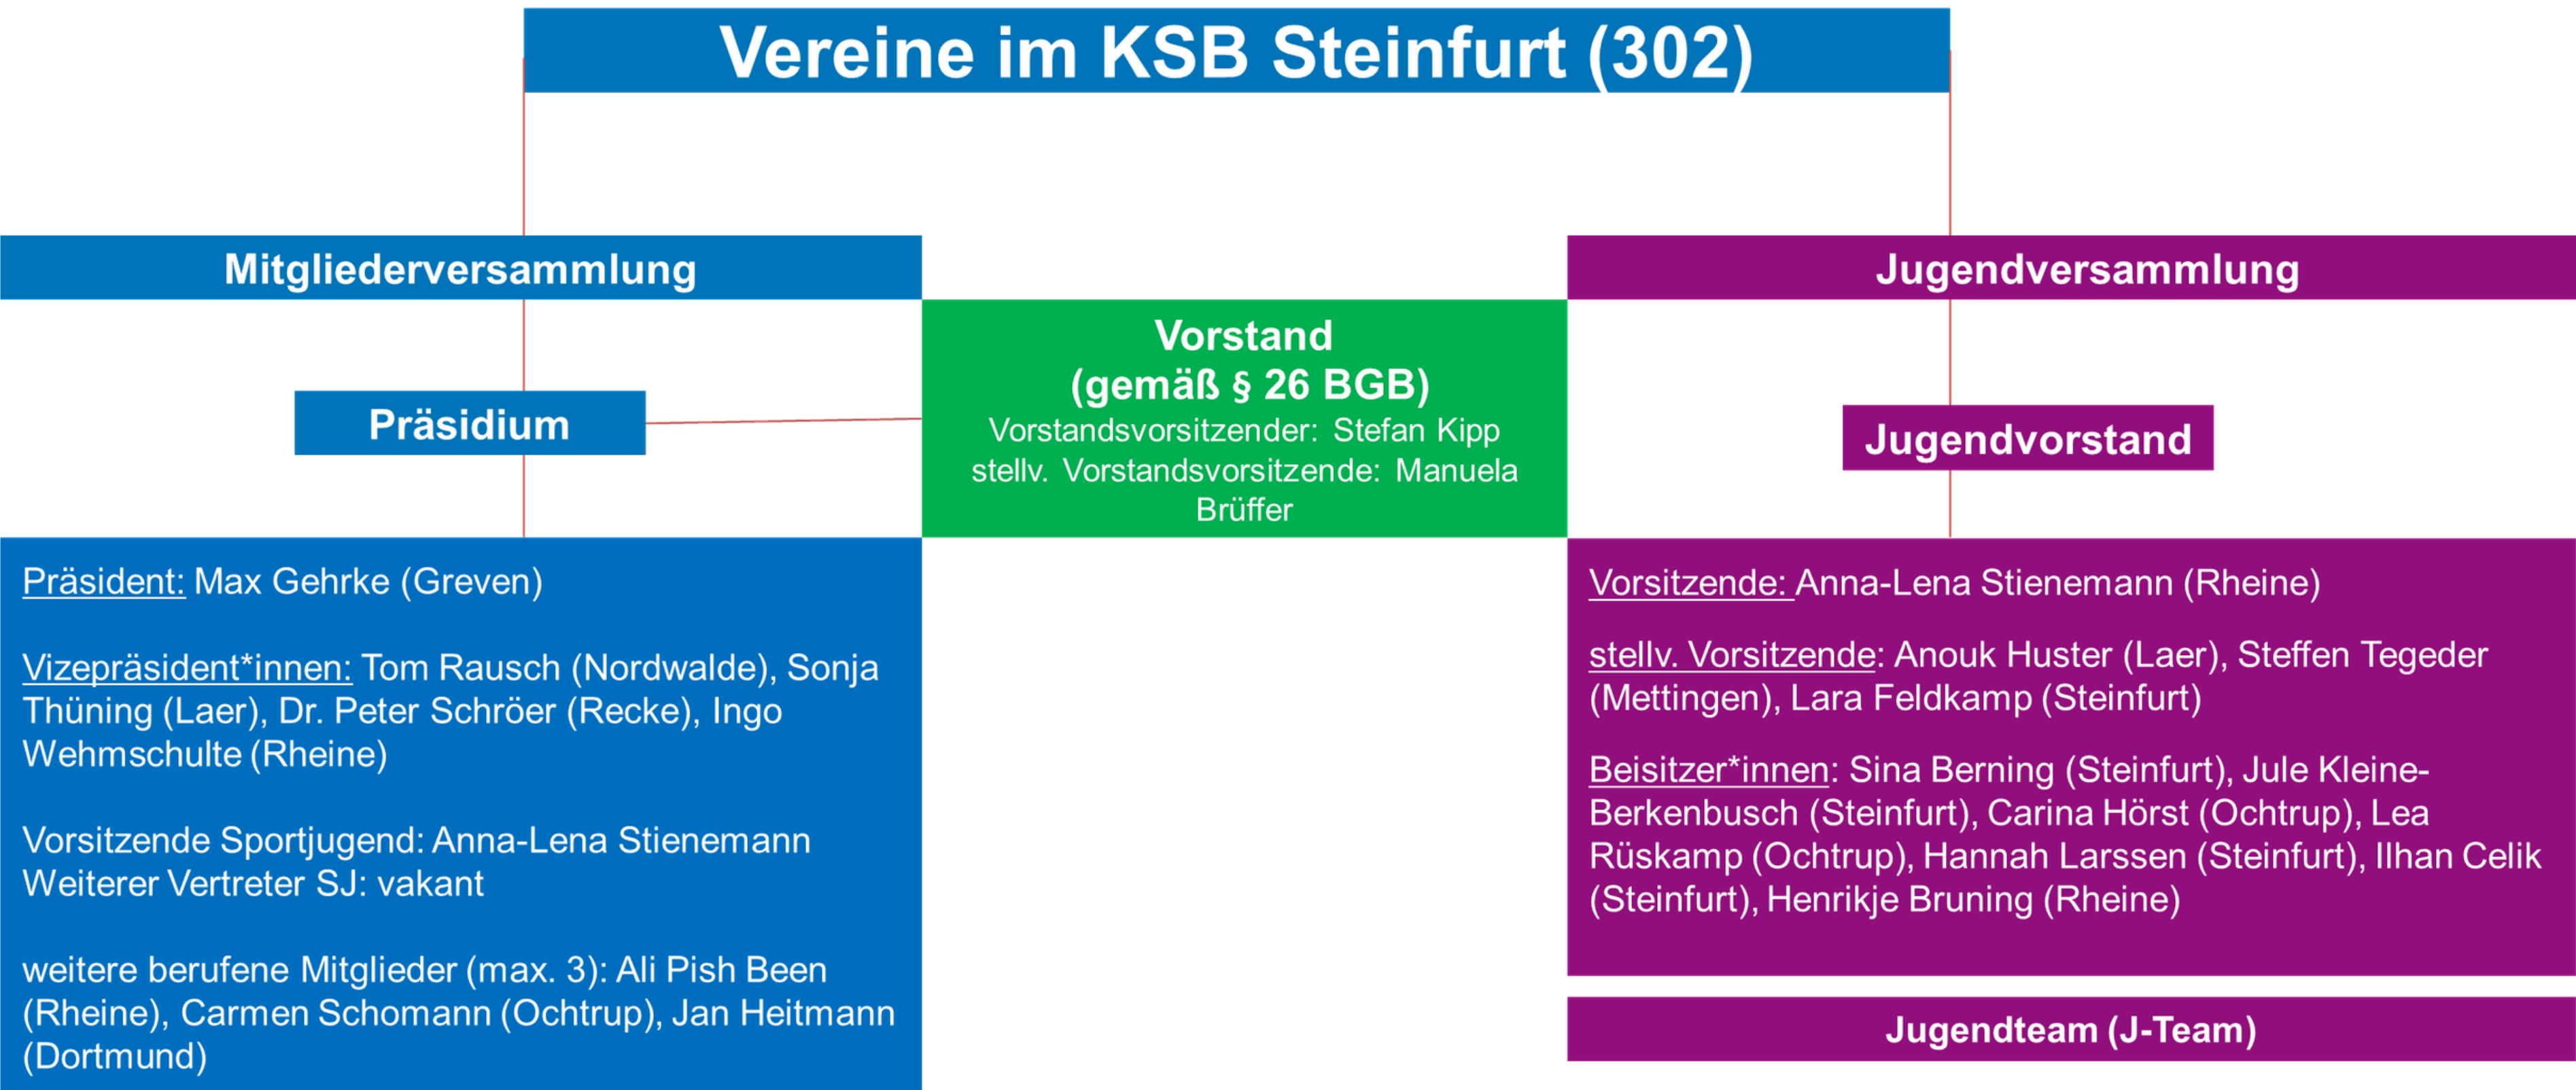 Vereine im KSB Steinfurt (302)
Mitgliederversammlung
Jugendversammlung
Vorstand
(gemäß § 26 BGB)
Vorstandsvorsitzender: Stefan Kipp
stellv. Vorstandsvorsitzende: Manuela
Brüffer
Präsidium
Jugendvorstand
Präsident: Max Gehrke (Greven)
Vizepräsident*innen: Tom Rausch (Nordwalde), Sonja
Thüning (Laer), Dr. Peter Schröer (Recke), Ingo
Wehmschulte (Rheine)
Vorsitzende Sportjugend: Anna-Lena Stienemann
Weiterer Vertreter SJ: vakant
weitere berufene Mitglieder (max. 3): Ali Pish Been
(Rheine), Carmen Schomann (Ochtrup), Jan Heitmann
(Dortmund)
Vorsitzende: Anna-Lena Stienemann (Rheine)
stellv. Vorsitzende: Anouk Huster (Laer), Steffen Tegeder
(Mettingen), Lara Feldkamp (Steinfurt)
Beisitzer*innen: Sina Berning (Steinfurt), Jule Kleine-
Berkenbusch (Steinfurt), Carina Hörst (Ochtrup), Lea
Rüskamp (Ochtrup), Hannah Larssen (Steinfurt), Ilhan Celik
(Steinfurt), Henrikje Bruning (Rheine)
Jugendteam (J-Team)